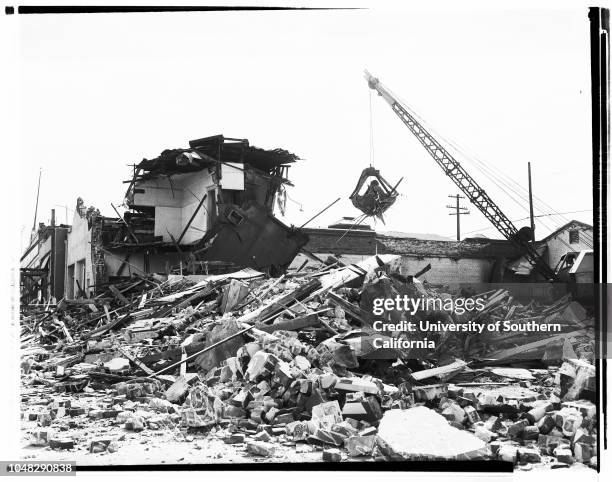 gettyimages
Credit:
University of Southern
California
1048290838